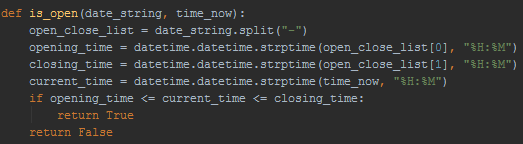 def is_open(date_string, time_now):
    open_close_list = date_string.split("-")
    opening_time = datetime.datetime.strptime(open_close_list[0], "%H:%M")
    closing_time = datetime.datetime.strptime(open_close_list[1], "%H:%M")
    current_time = datetime.datetime.strptime(time_now, "%H:%M")
    if opening_time <= current_time <= closing_time:
        return True
    return False